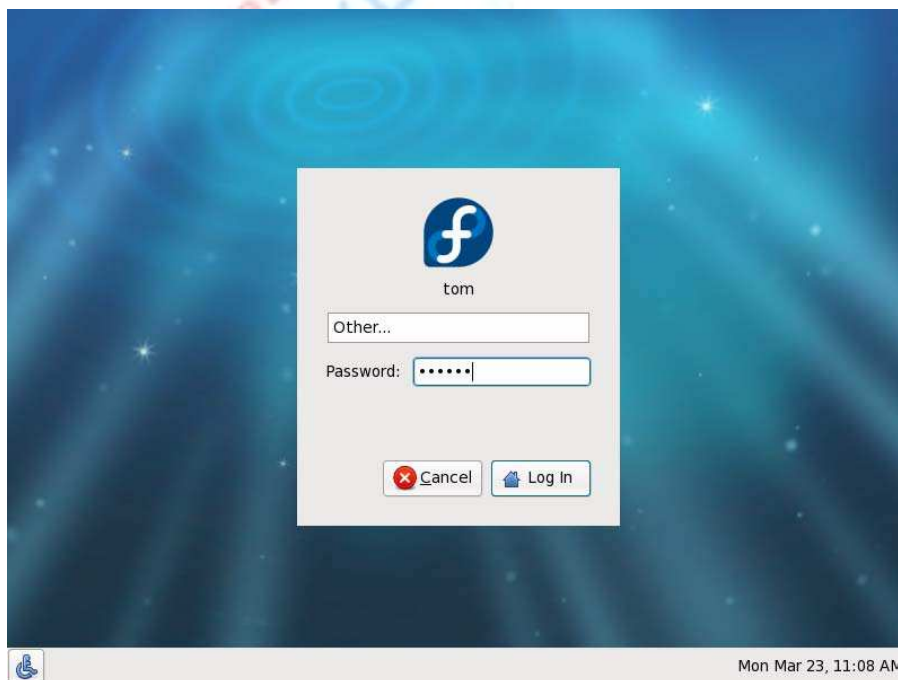 tom
Other...
Password: ••••••
Cancel
Log In
Mon Mar 23, 11:08 AM